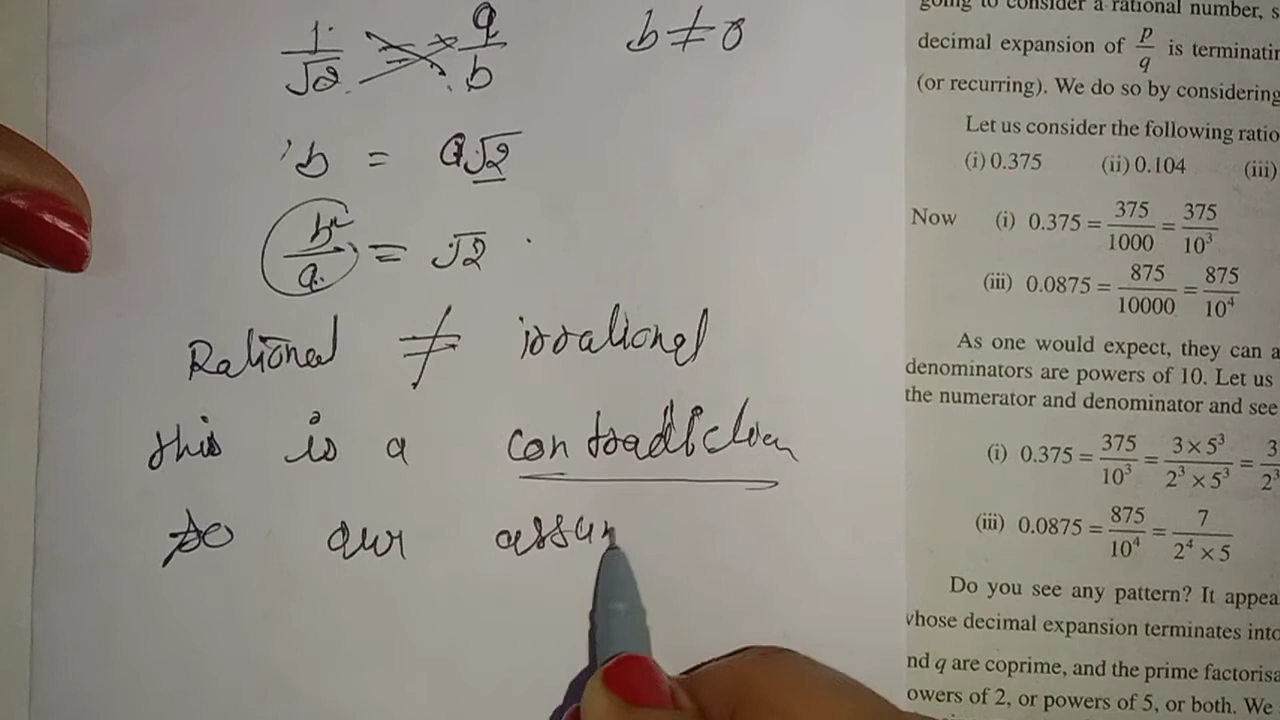 1/√2 = a/b b ≠ 0
b = a√2
b/a = √2
Rational ≠ irrational
this is a contradiction
so our assum
going to consider a rational number, s
decimal expansion of p/q is terminatin
(or recurring). We do so by considering
Let us consider the following ratio
(i) 0.375 (ii) 0.104 (iii)
Now (i) 0.375 = 375/1000 = 375/10³
(iii) 0.0875 = 875/10000 = 875/10⁴
As one would expect, they can a
denominators are powers of 10. Let us
the numerator and denominator and see
(i) 0.375 = 375/10³ = 3 × 5³/2³ × 5³ = 3/2³
(iii) 0.0875 = 875/10⁴ = 7/2⁴ × 5
Do you see any pattern? It appea
whose decimal expansion terminates into
nd q are coprime, and the prime factorisa
owers of 2, or powers of 5, or both. We